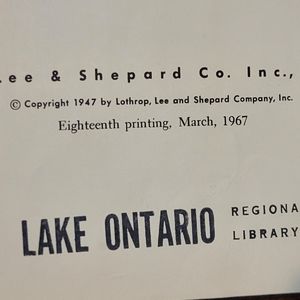 Lee & Shepard Co. Inc.,
© Copyright 1947 by Lothrop, Lee and Shepard Company, Inc.
Eighteenth printing, March, 1967
LAKE ONTARIO
REGIONA
LIBRARY